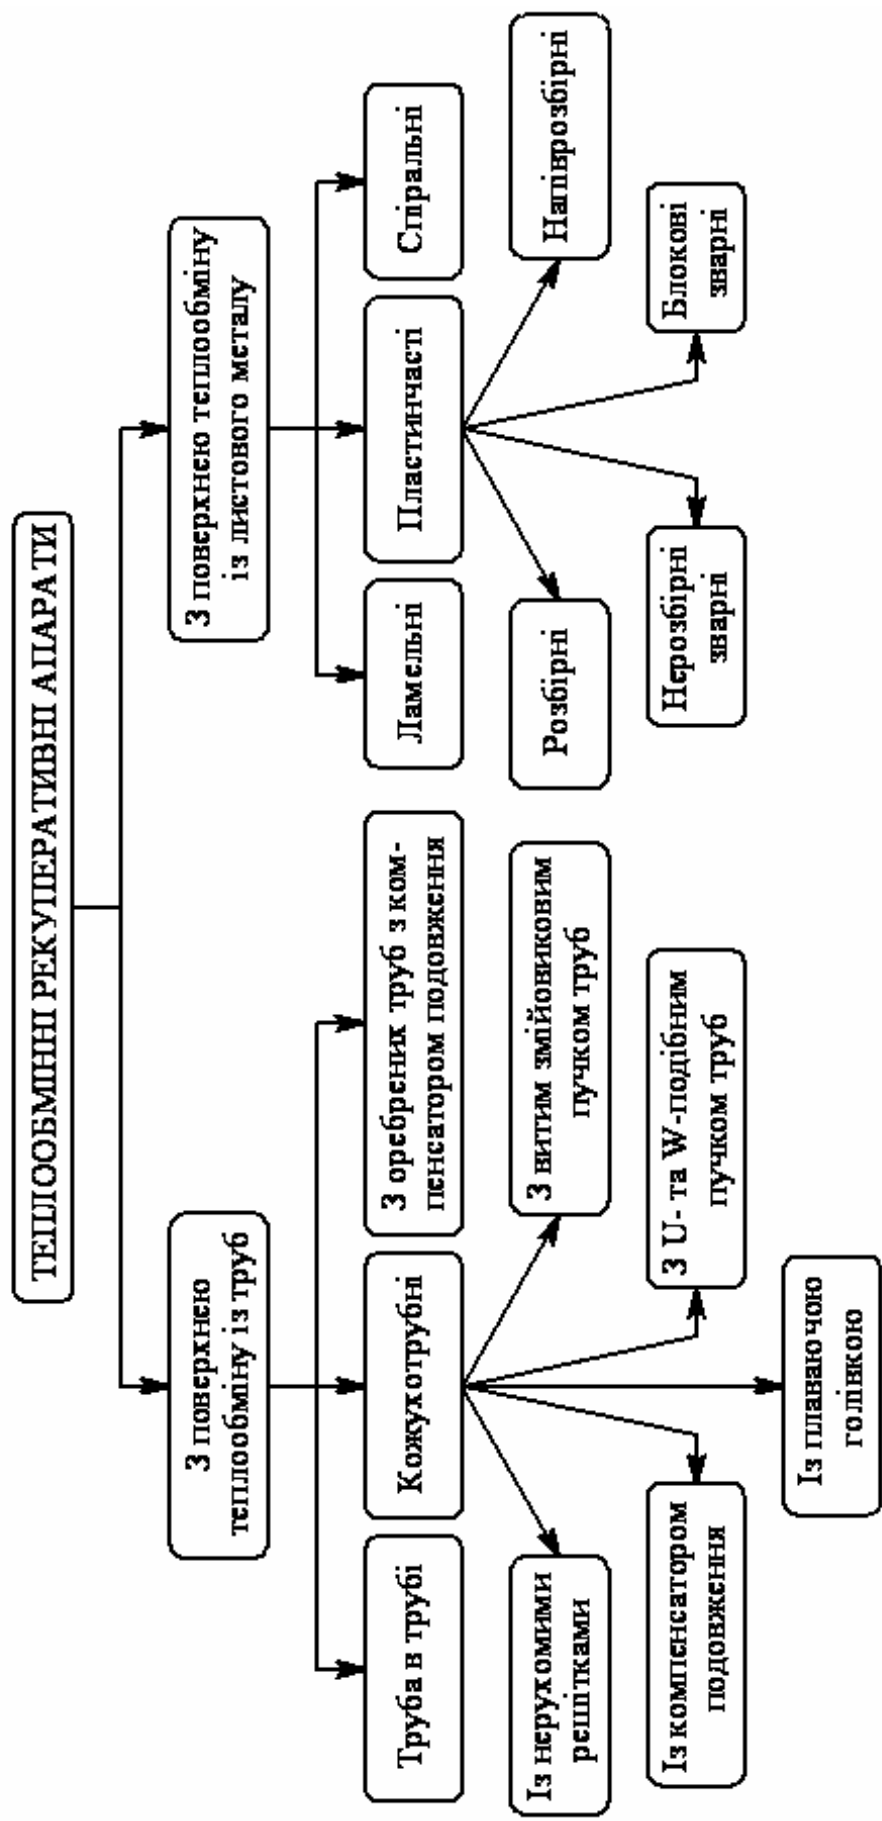 ТЕПЛООБМІННІ РЕКУПЕРАТИВНІ АПАРАТИ
З поверхнею
теплообміну із труб
З поверхнею теплообміну
із листового металу
Труба в трубі
Кожухотрубні
З оребрених труб з ком-
пенсатором подовження
Ламельні
Пластинчасті
Спіральні
Із нерухомими
решітками
З витим змійовиковим
пучком труб
Розбірні
Напіврозбірні
Із компенсатором
подовження
З U- та W-подібним
пучком труб
Нерозбірні
зварні
Блокові
зварні
Із плаваючою
голівкою